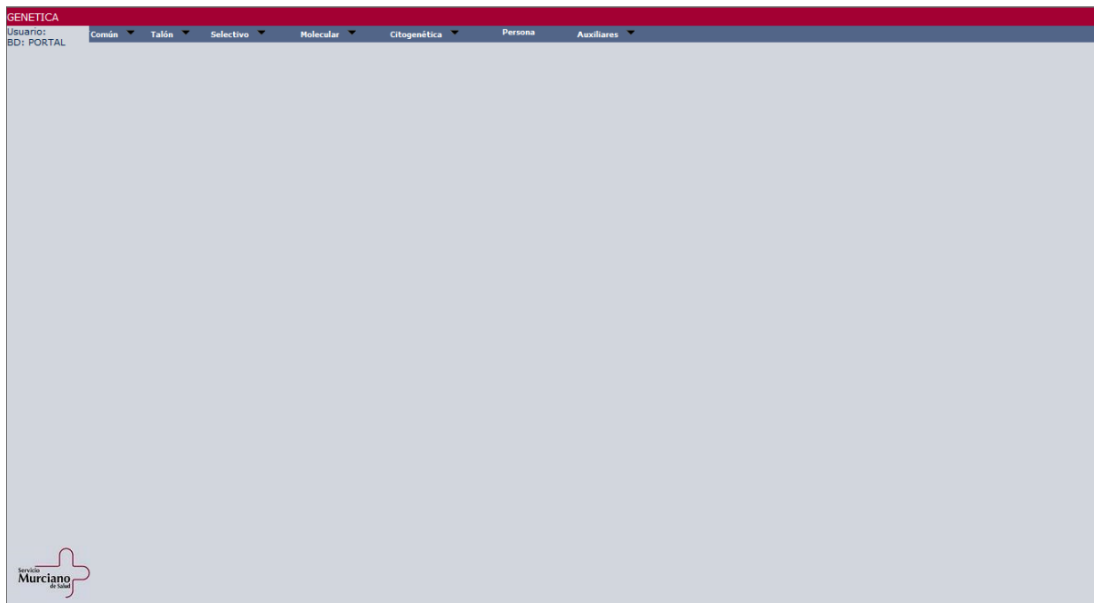 GENETICA
Usuario:
BD: PORTAL
Común Talón Selectivo Molecular Citogenética Persona Auxiliares
Servicio
Murciano
de Salud